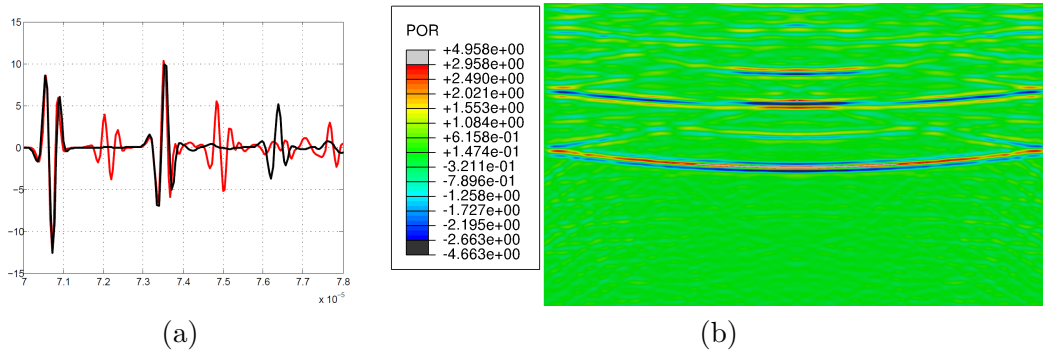 15
10
5
0
−5
−10
−15
7 7.1 7.2 7.3 7.4 7.5 7.6 7.7 7.8
x 10⁻⁵
(a)
POR
+4.958e+00
+2.958e+00
+2.490e+00
+2.021e+00
+1.553e+00
+1.084e+00
+6.158e-01
+1.474e-01
-3.211e-01
-7.896e-01
-1.258e+00
-1.727e+00
-2.195e+00
-2.663e+00
-4.663e+00
(b)